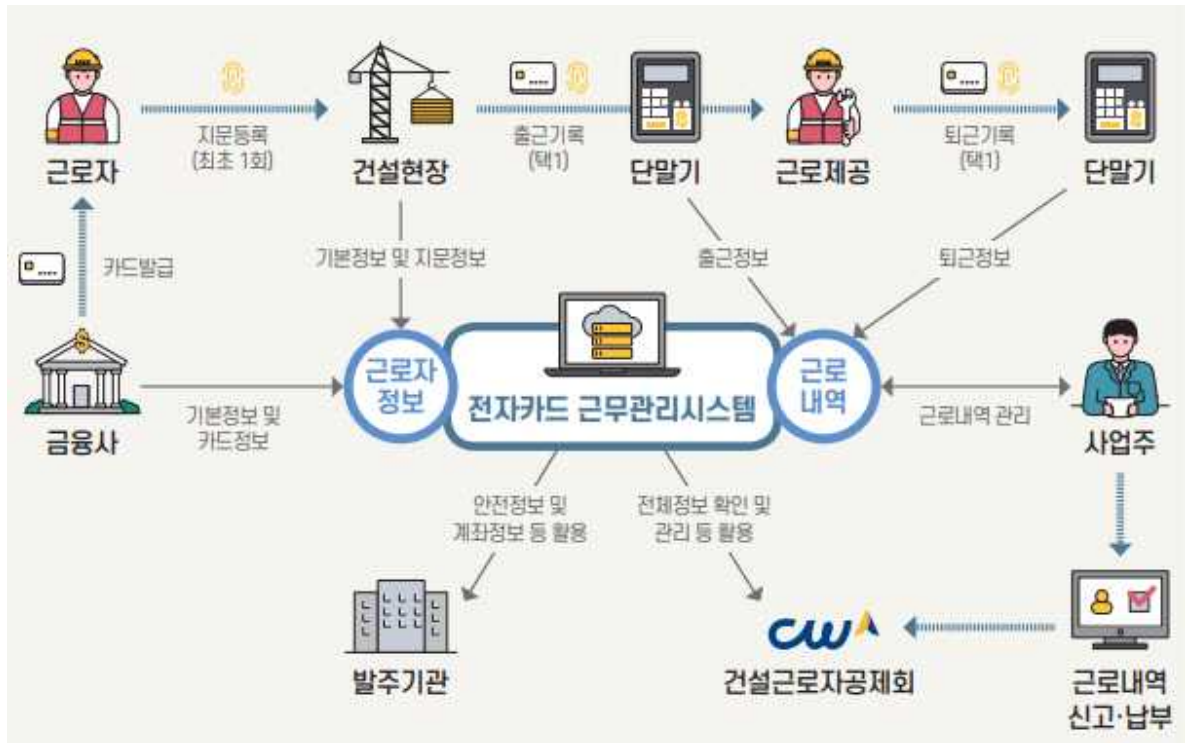 지문등록
(최초 1회)
출근기록
(택1)
퇴근기록
(택1)
근로자
건설현장
단말기
근로제공
단말기
카드발급
기본정보 및 지문정보
출근정보
퇴근정보
금융사
기본정보 및
카드정보
근로자
정보
전자카드 근무관리시스템
근로
내역
근로내역 관리
사업주
안전정보 및
계좌정보 등 활용
전체정보 확인 및
관리 등 활용
발주기관
cw
건설근로자공제회
근로내역
신고·납부